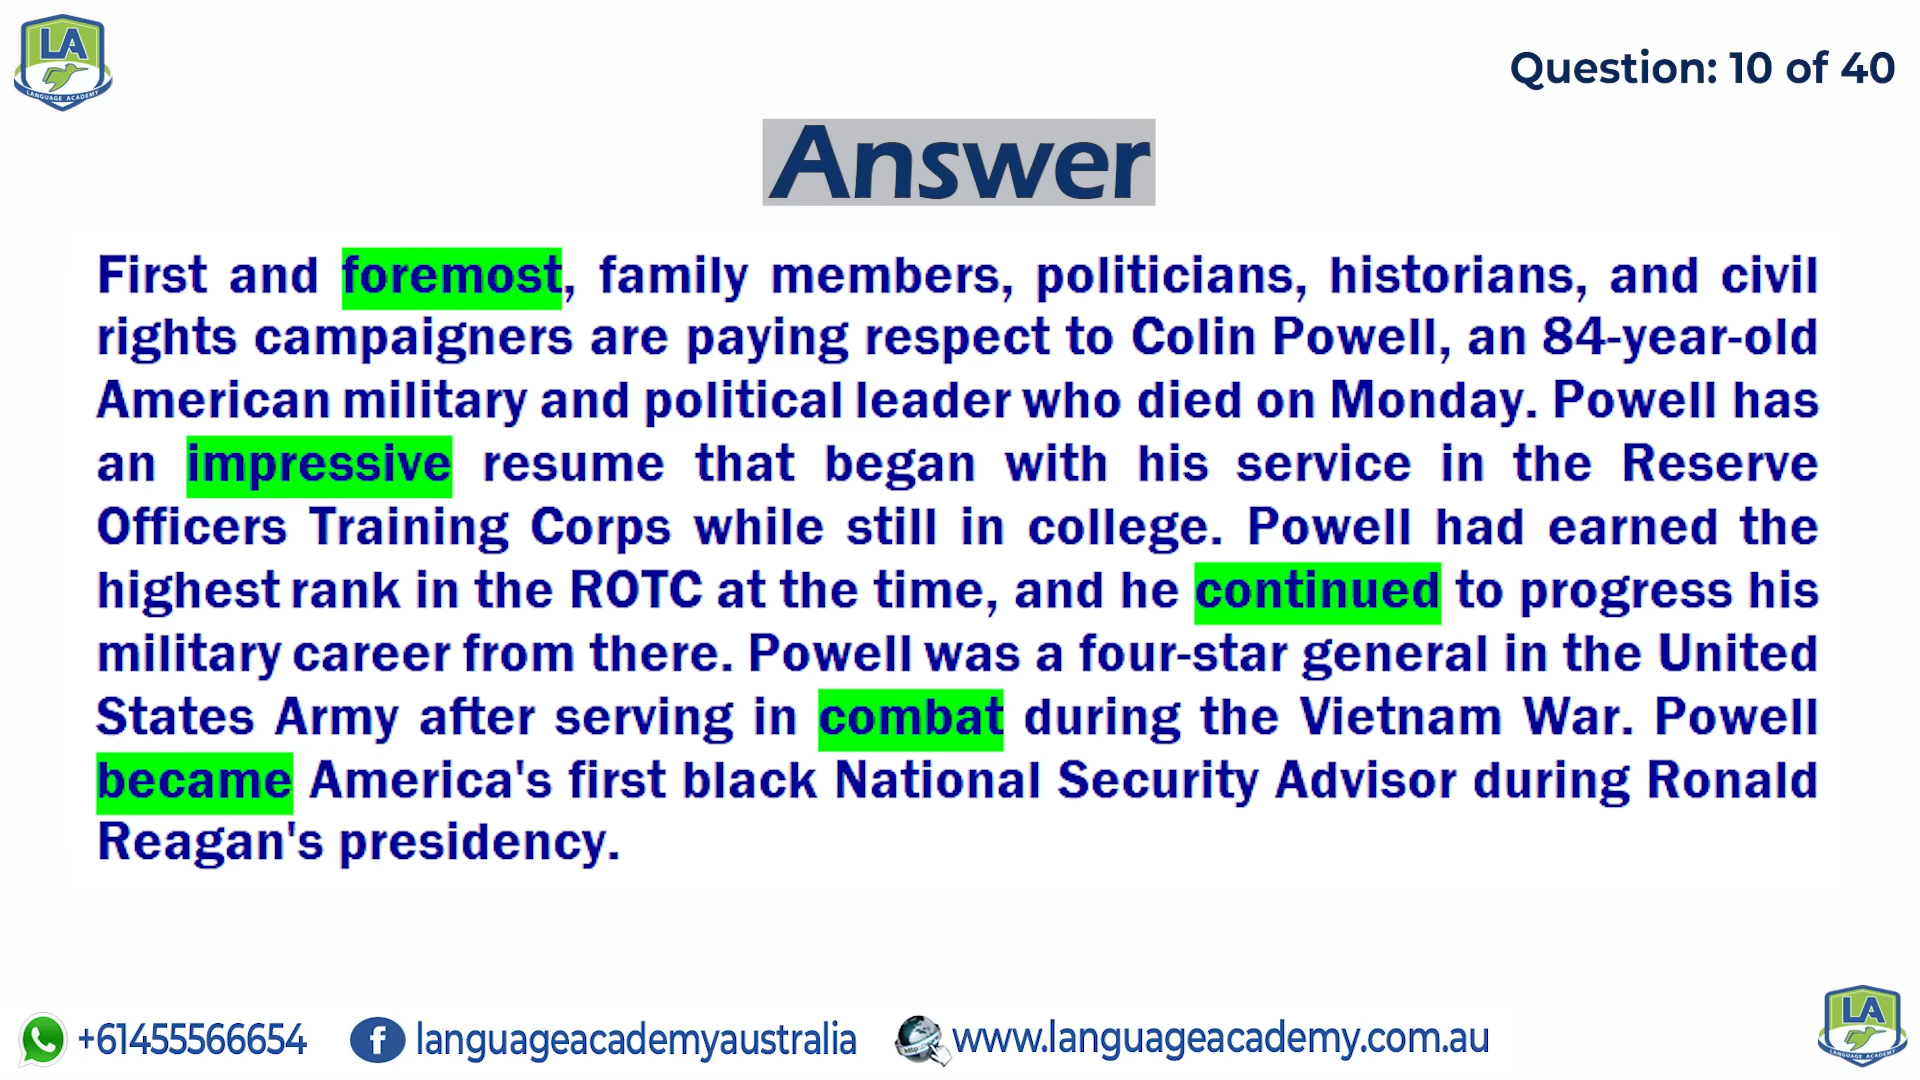 LA
LANGUAGE ACADEMY
Question: 10 of 40
Answer
First and foremost, family members, politicians, historians, and civil
rights campaigners are paying respect to Colin Powell, an 84-year-old
American military and political leader who died on Monday. Powell has
an impressive resume that began with his service in the Reserve
Officers Training Corps while still in college. Powell had earned the
highest rank in the ROTC at the time, and he continued to progress his
military career from there. Powell was a four-star general in the United
States Army after serving in combat during the Vietnam War. Powell
became America's first black National Security Advisor during Ronald
Reagan's presidency.
+61455566654
f
languageacademyaustralia
http://
www.languageacademy.com.au
LA
LANGUAGE ACADEMY